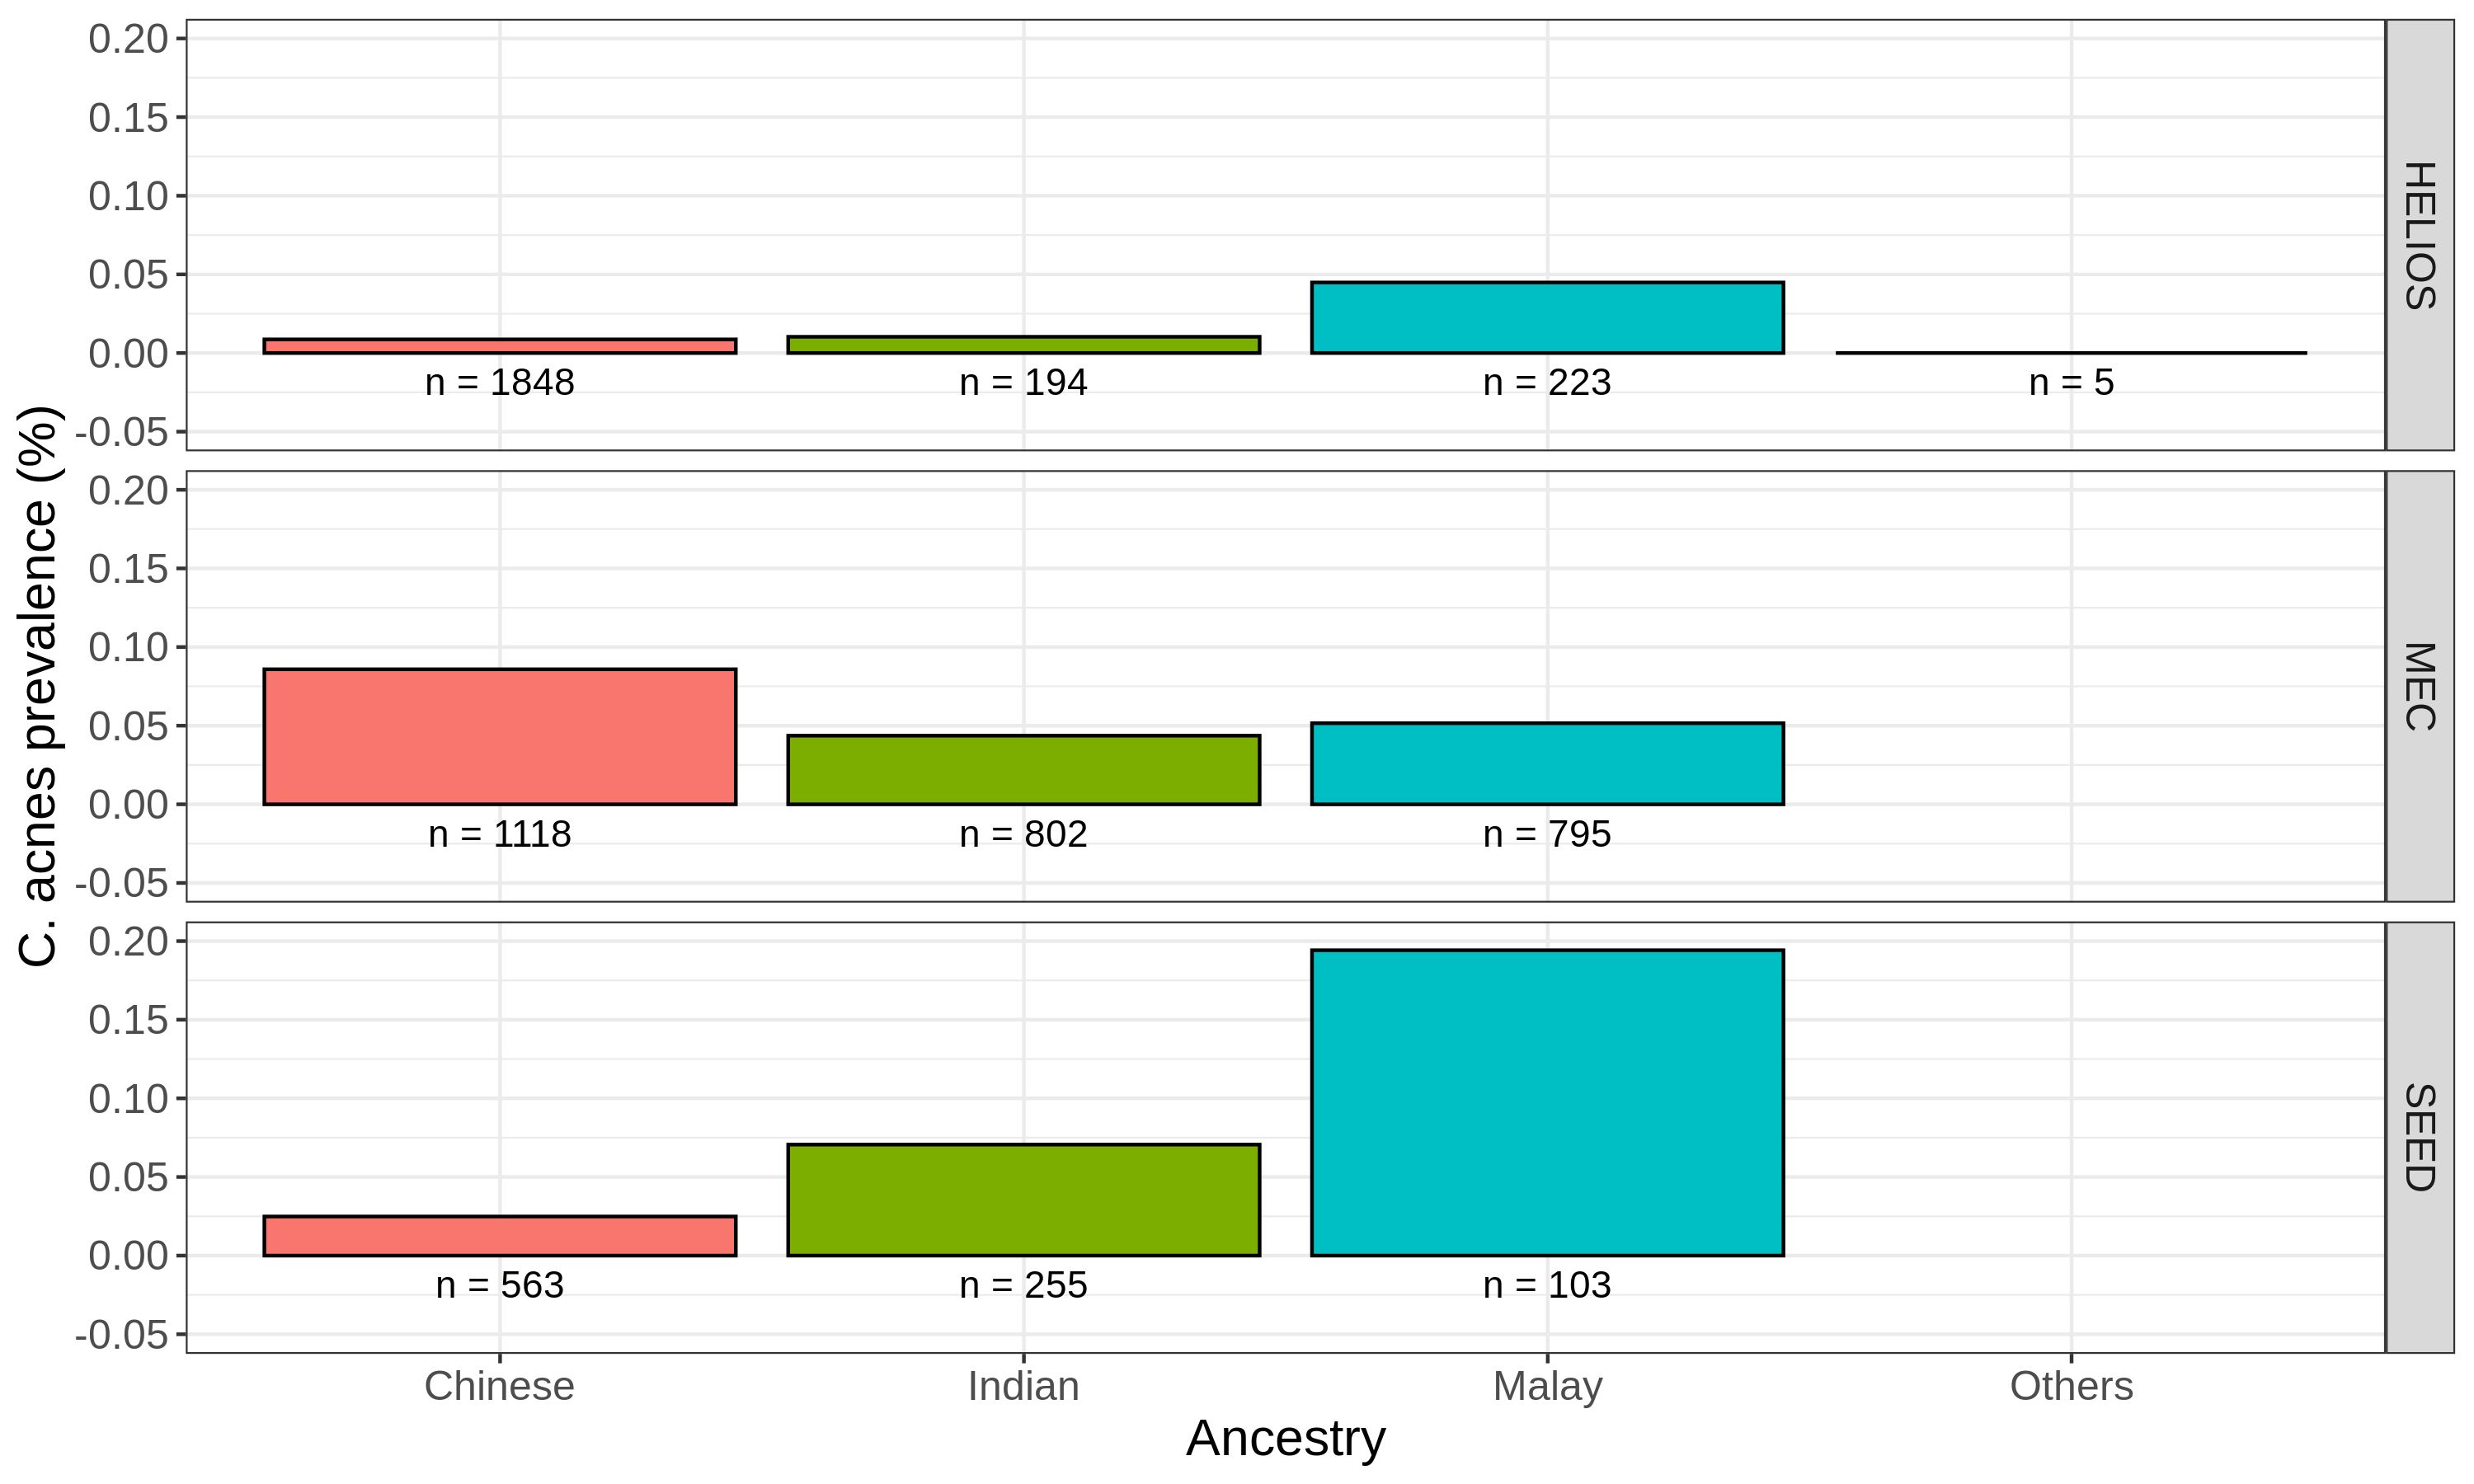 C. acnes prevalence (%)
0.20
0.15
0.10
0.05
0.00
-0.05
n = 1848
n = 194
n = 223
n = 5
HELIOS
0.20
0.15
0.10
0.05
0.00
-0.05
n = 1118
n = 802
n = 795
MEC
0.20
0.15
0.10
0.05
0.00
-0.05
n = 563
n = 255
n = 103
SEED
Chinese
Indian
Malay
Others
Ancestry